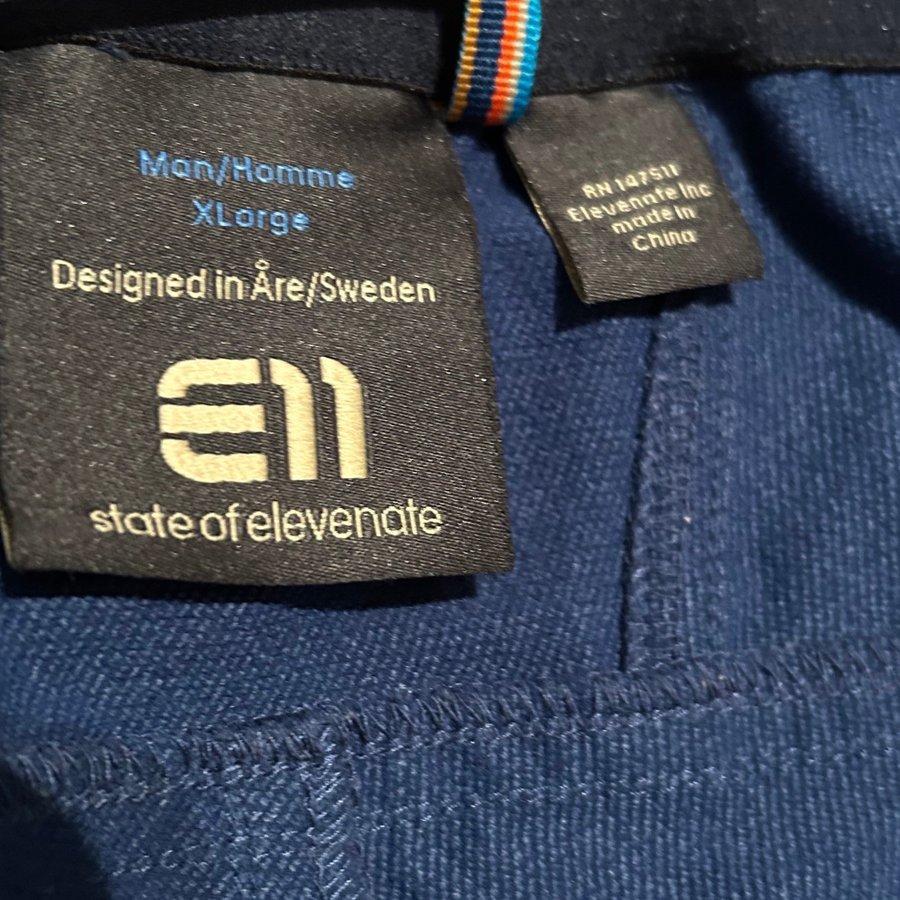 Man/Homme
XLarge
Designed in Åre/Sweden
E11
state of elevenate
RN 147511
Elevenate Inc
made in
China